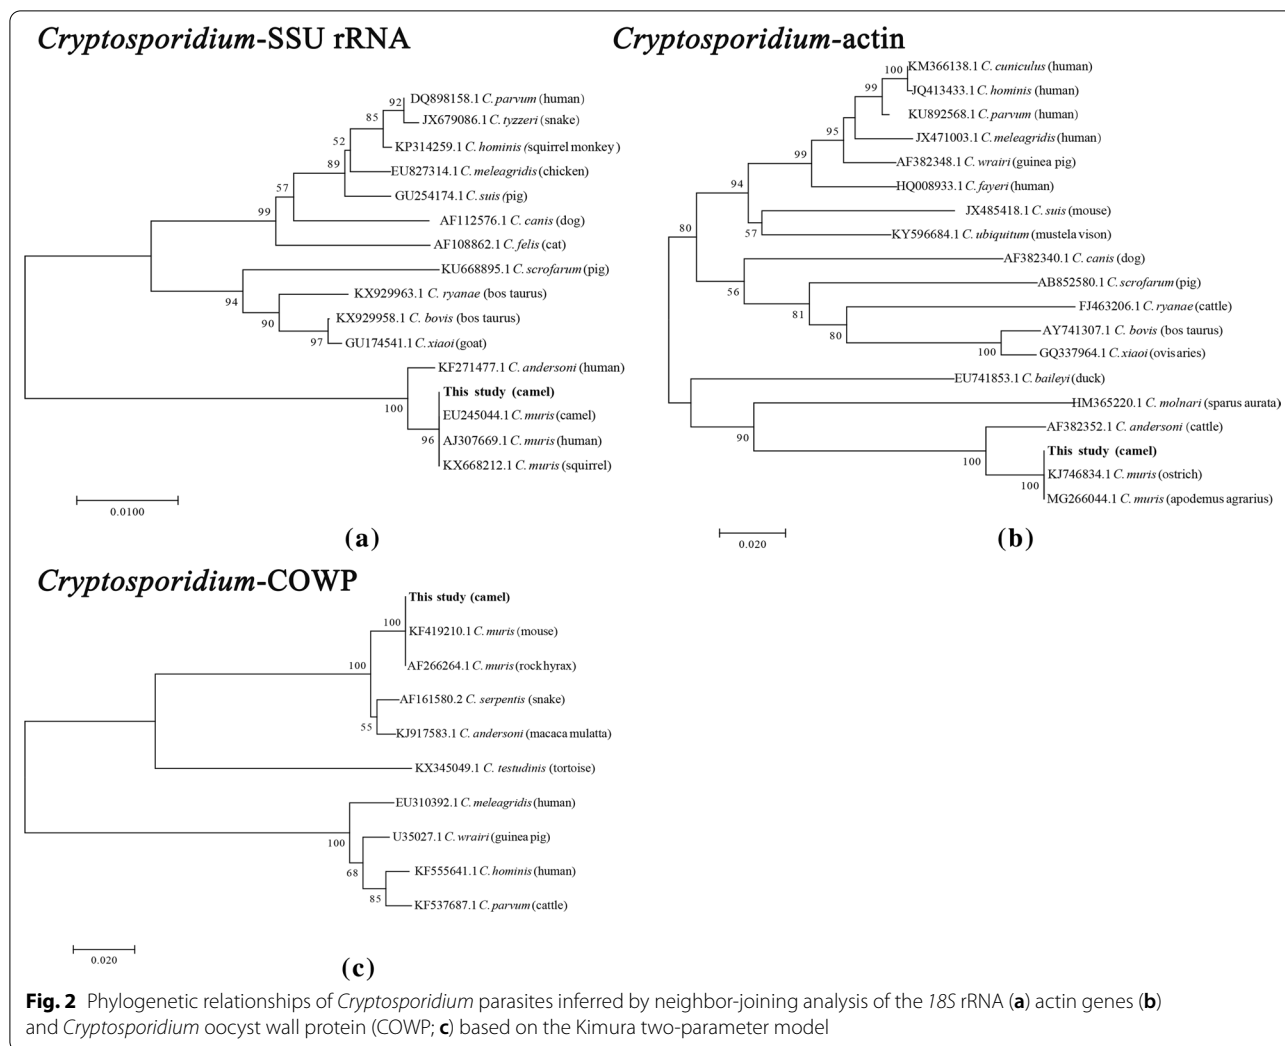 Cryptosporidium-SSU rRNA
92
DQ898158.1 C. parvum (human)
JX679086.1 C. tyzzeri (snake)
85
KP314259.1 C. hominis (squirrel monkey)
52
EU827314.1 C. meleagridis (chicken)
89
GU254174.1 C. suis (pig)
57
AF112576.1 C. canis (dog)
99
AF108862.1 C. felis (cat)
KU668895.1 C. scrofarum (pig)
94
KX929963.1 C. ryanae (bos taurus)
90
KX929958.1 C. bovis (bos taurus)
97
GU174541.1 C. xiaoi (goat)
KF271477.1 C. andersoni (human)
100
This study (camel)
EU245044.1 C. muris (camel)
96
AJ307669.1 C. muris (human)
KX668212.1 C. muris (squirrel)
0.0100
(a)
Cryptosporidium-actin
100
KM366138.1 C. cuniculus (human)
JQ413433.1 C. hominis (human)
99
KU892568.1 C. parvum (human)
95
JX471003.1 C. meleagridis (human)
AF382348.1 C. wrairi (guinea pig)
99
HQ008933.1 C. fayeri (human)
94
JX485418.1 C. suis (mouse)
57
KY596684.1 C. ubiquitum (mustela vison)
80
AF382340.1 C. canis (dog)
56
AB852580.1 C. scrofarum (pig)
81
FJ463206.1 C. ryanae (cattle)
80
AY741307.1 C. bovis (bos taurus)
100
GQ337964.1 C. xiaoi (ovis aries)
EU741853.1 C. baileyi (duck)
HM365220.1 C. molnari (sparus aurata)
90
AF382352.1 C. andersoni (cattle)
100
This study (camel)
KJ746834.1 C. muris (ostrich)
100
MG266044.1 C. muris (apodemus agrarius)
0.020
(b)
Cryptosporidium-COWP
This study (camel)
100
KF419210.1 C. muris (mouse)
AF266264.1 C. muris (rock hyrax)
100
AF161580.2 C. serpentis (snake)
55
KJ917583.1 C. andersoni (macaca mulatta)
KX345049.1 C. testudinis (tortoise)
EU310392.1 C. meleagridis (human)
100
U35027.1 C. wrairi (guinea pig)
68
KF555641.1 C. hominis (human)
85
KF537687.1 C. parvum (cattle)
0.020
(c)
Fig. 2 Phylogenetic relationships of Cryptosporidium parasites inferred by neighbor-joining analysis of the 18S rRNA (a) actin genes (b)
and Cryptosporidium oocyst wall protein (COWP; c) based on the Kimura two-parameter model